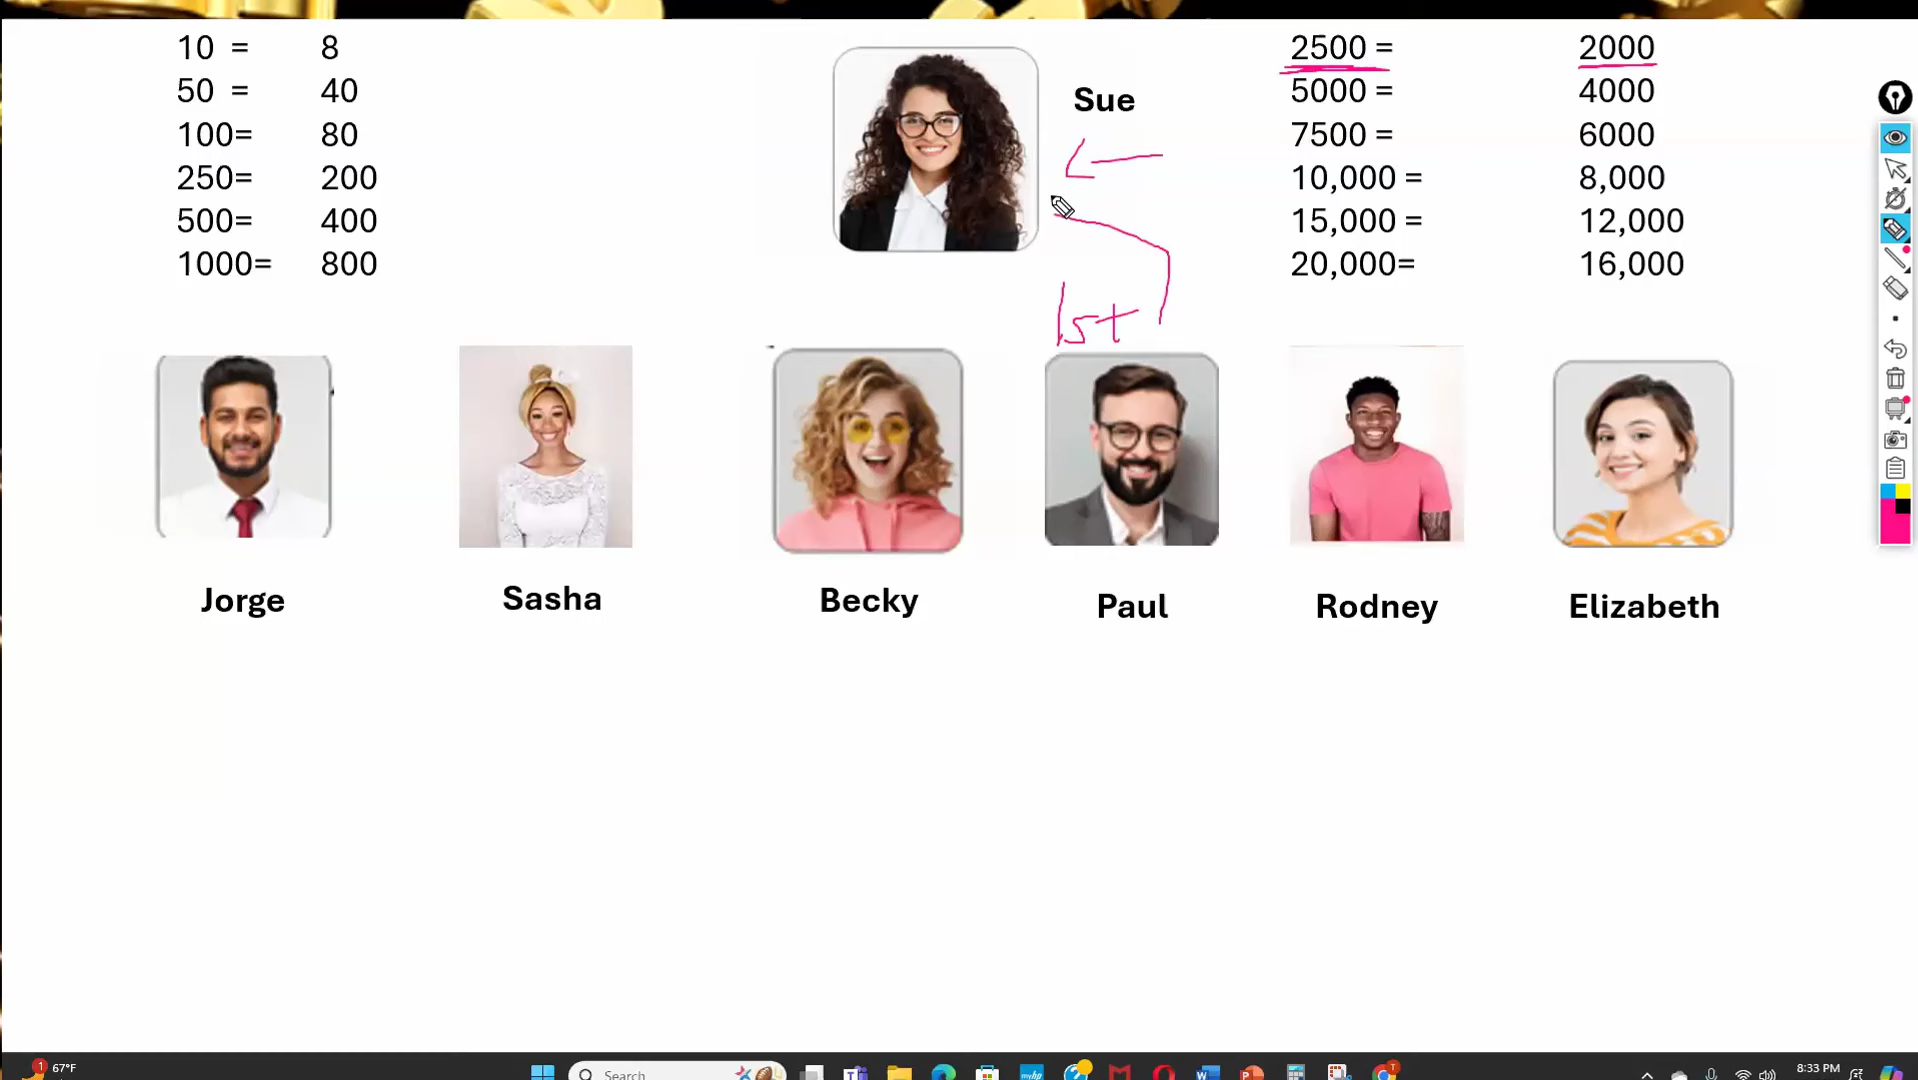 10 = 8
50 = 40
100= 80
250= 200
500= 400
1000= 800
Sue
2500 = 2000
5000 = 4000
7500 = 6000
10,000 = 8,000
15,000 = 12,000
20,000= 16,000
1st
Jorge
Sasha
Becky
Paul
Rodney
Elizabeth
1
67°F
Search
8:33 PM